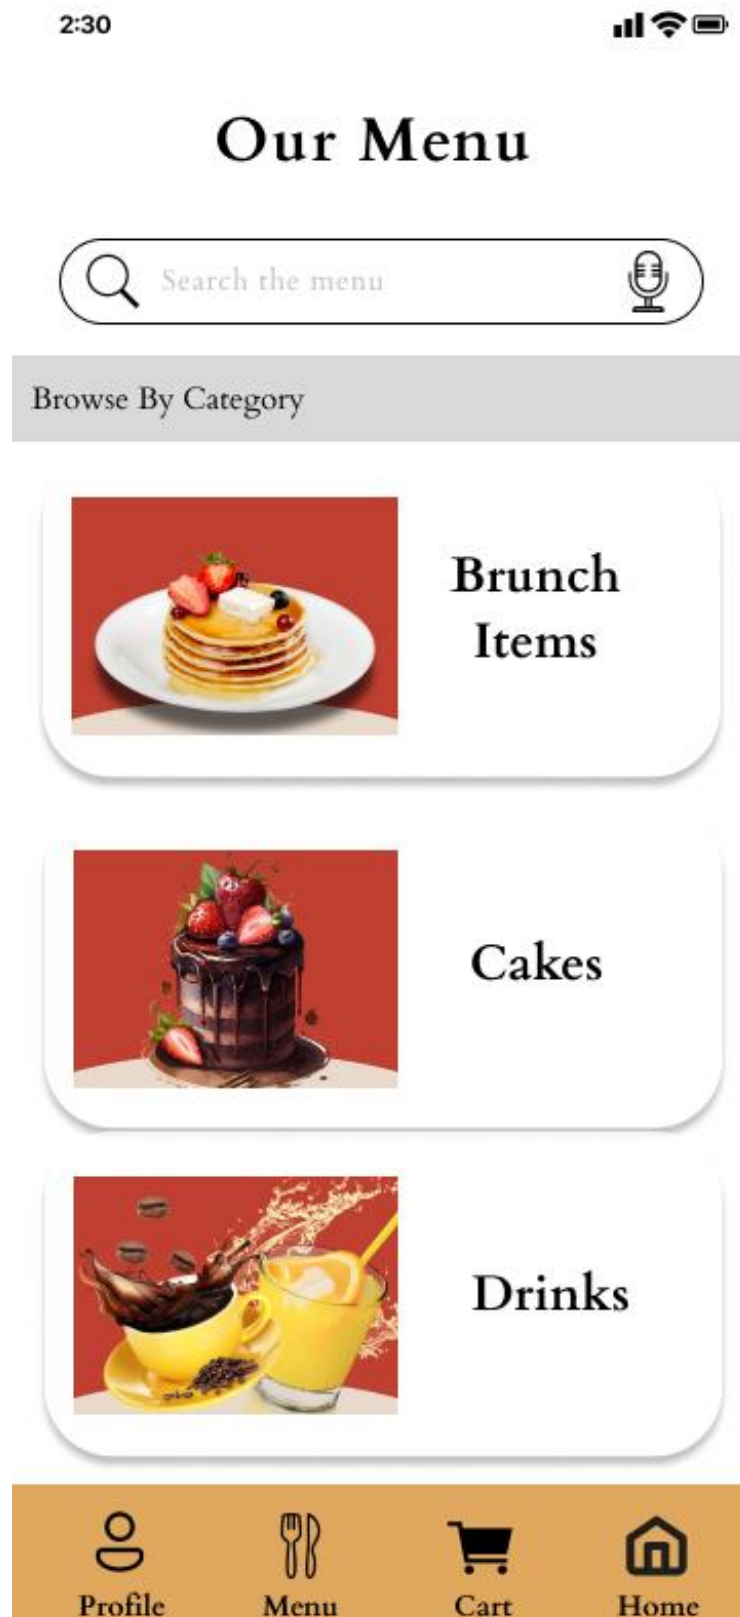 2:30
Our Menu
Search the menu
Browse By Category
Brunch
Items
Cakes
Drinks
Profile Menu Cart Home